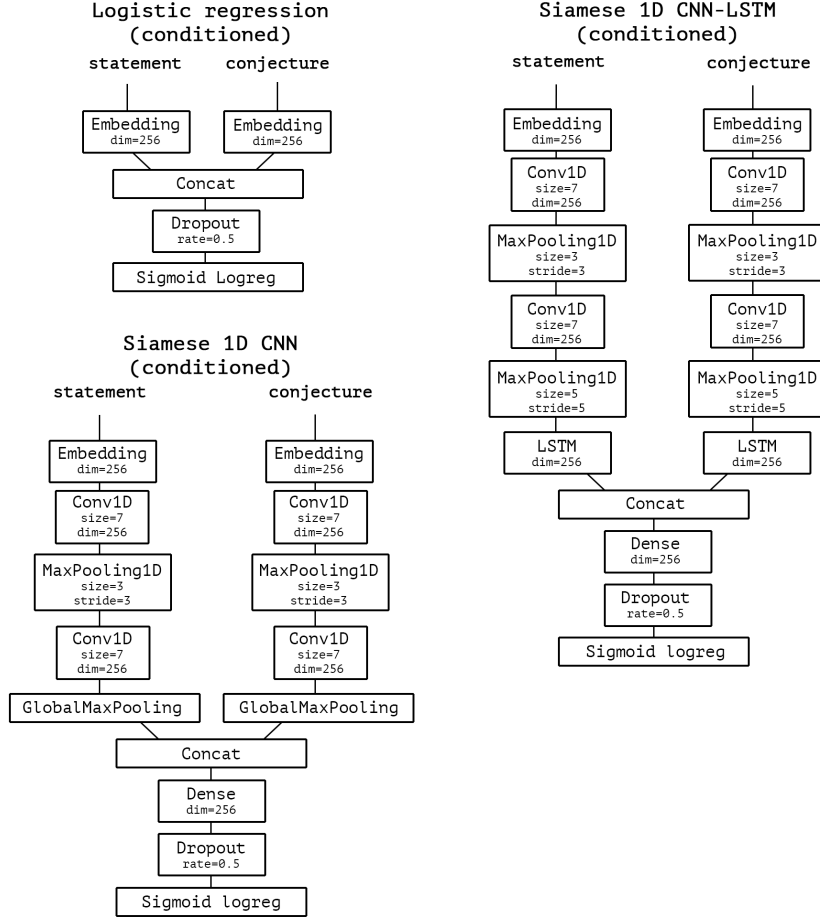 Logistic regression
(conditioned)
statement conjecture
Embedding
dim=256
Embedding
dim=256
Concat
Dropout
rate=0.5
Sigmoid Logreg
Siamese 1D CNN
(conditioned)
statement conjecture
Embedding
dim=256
Embedding
dim=256
Conv1D
size=7
dim=256
Conv1D
size=7
dim=256
MaxPooling1D
size=3
stride=3
MaxPooling1D
size=3
stride=3
Conv1D
size=7
dim=256
Conv1D
size=7
dim=256
GlobalMaxPooling
GlobalMaxPooling
Concat
Dense
dim=256
Dropout
rate=0.5
Sigmoid logreg
Siamese 1D CNN-LSTM
(conditioned)
statement conjecture
Embedding
dim=256
Embedding
dim=256
Conv1D
size=7
dim=256
Conv1D
size=7
dim=256
MaxPooling1D
size=3
stride=3
MaxPooling1D
size=3
stride=3
Conv1D
size=7
dim=256
Conv1D
size=7
dim=256
MaxPooling1D
size=5
stride=5
MaxPooling1D
size=5
stride=5
LSTM
dim=256
LSTM
dim=256
Concat
Dense
dim=256
Dropout
rate=0.5
Sigmoid logreg